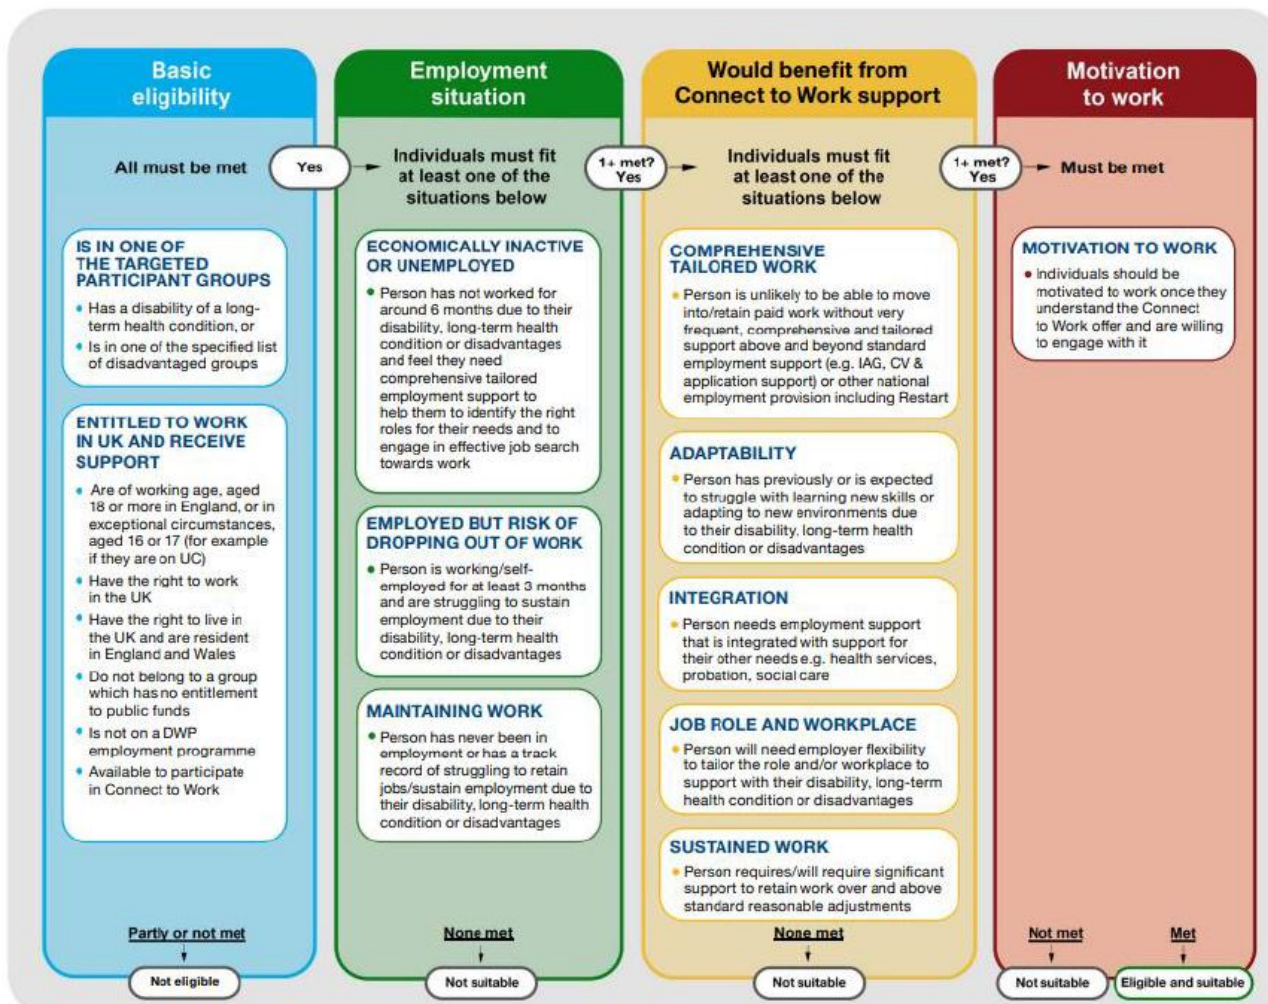 Basic
eligibility
All must be met
IS IN ONE OF
THE TARGETED
PARTICIPANT GROUPS
• Has a disability of a long-
term health condition, or
• Is in one of the specified list
of disadvantaged groups
ENTITLED TO WORK
IN UK AND RECEIVE
SUPPORT
• Are of working age, aged
18 or more in England, or in
exceptional circumstances,
aged 16 or 17 (for example
if they are on UC)
• Have the right to work
in the UK
• Have the right to live in
the UK and are resident
in England and Wales
• Do not belong to a group
which has no entitlement
to public funds
• Is not on a DWP
employment programme
• Available to participate
in Connect to Work
Partly or not met
Not eligible
Yes
Employment
situation
Individuals must fit
at least one of the
situations below
ECONOMICALLY INACTIVE
OR UNEMPLOYED
• Person has not worked for
around 6 months due to their
disability, long-term health
condition or disadvantages
and feel they need
comprehensive tailored
employment support to
help them to identify the right
roles for their needs and to
engage in effective job search
towards work
EMPLOYED BUT RISK OF
DROPPING OUT OF WORK
• Person is working/self-
employed for at least 3 months
and are struggling to sustain
employment due to their
disability, long-term health
condition or disadvantages
MAINTAINING WORK
• Person has never been in
employment or has a track
record of struggling to retain
jobs/sustain employment due to
their disability, long-term health
condition or disadvantages
None met
Not suitable
1+ met?
Yes
Would benefit from
Connect to Work support
Individuals must fit
at least one of the
situations below
COMPREHENSIVE
TAILORED WORK
• Person is unlikely to be able to move
into/retain paid work without very
frequent, comprehensive and tailored
support above and beyond standard
employment support (e.g. IAG, CV &
application support) or other national
employment provision including Restart
ADAPTABILITY
• Person has previously or is expected
to struggle with learning new skills or
adapting to new environments due
to their disability, long-term health
condition or disadvantages
INTEGRATION
• Person needs employment support
that is integrated with support for
their other needs e.g. health services,
probation, social care
JOB ROLE AND WORKPLACE
• Person will need employer flexibility
to tailor the role and/or workplace to
support with their disability, long-term
health condition or disadvantages
SUSTAINED WORK
• Person requires/will require significant
support to retain work over and above
standard reasonable adjustments
None met
Not suitable
1+ met?
Yes
Motivation
to work
Must be met
MOTIVATION TO WORK
• Individuals should be
motivated to work once they
understand the Connect
to Work offer and are willing
to engage with it
Not met
Not suitable
Met
Eligible and suitable